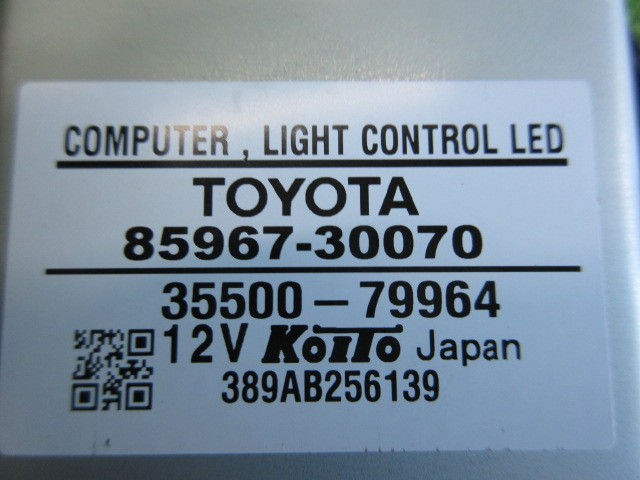 COMPUTER , LIGHT CONTROL LED
TOYOTA
85967-30070
35500-79964
12V KOITO Japan
389AB256139